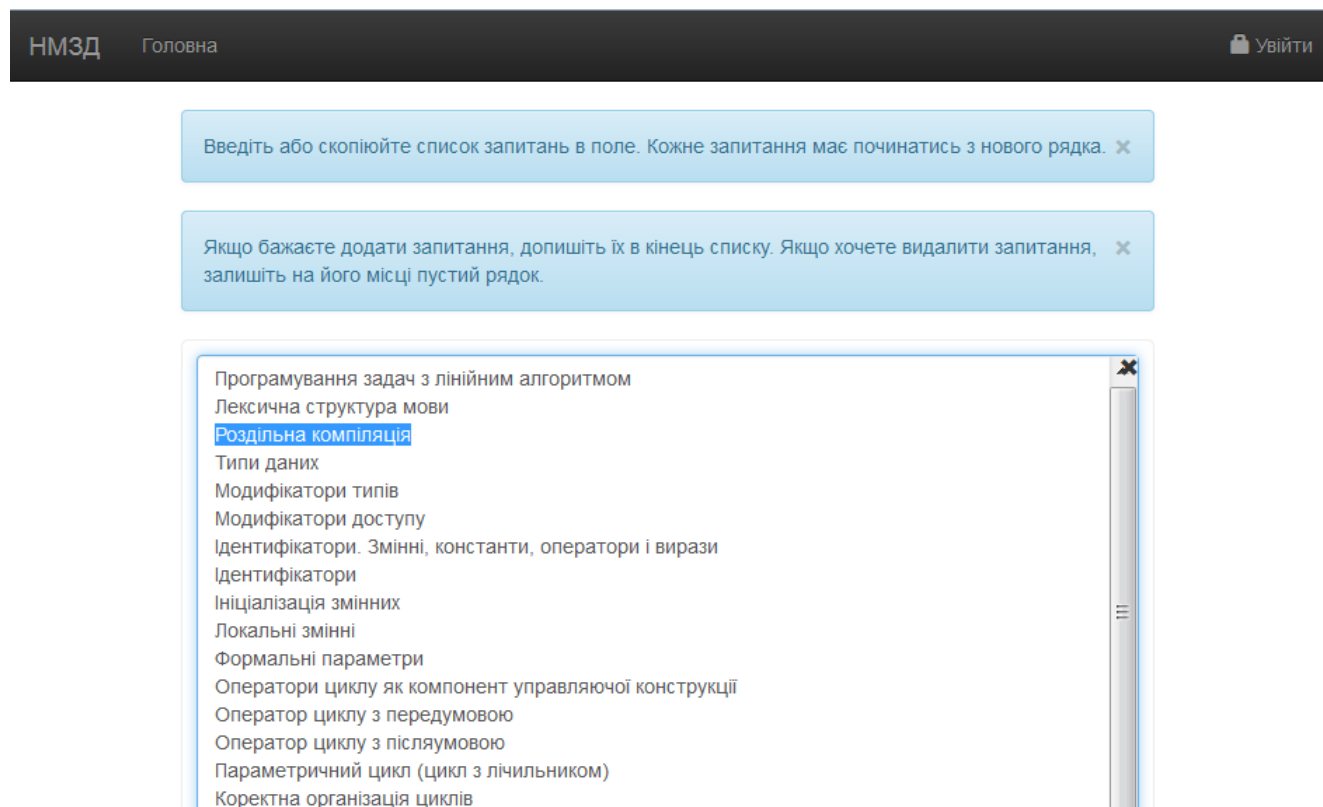 НМЗД Головна Увійти
Введіть або скопіюйте список запитань в поле. Кожне запитання має починатись з нового рядка. ×
Якщо бажаєте додати запитання, допишіть їх в кінець списку. Якщо хочете видалити запитання, ×
залишіть на його місці пустий рядок.
Програмування задач з лінійним алгоритмом
Лексична структура мови
Роздільна компіляція
Типи даних
Модифікатори типів
Модифікатори доступу
Ідентифікатори. Змінні, константи, оператори і вирази
Ідентифікатори
Ініціалізація змінних
Локальні змінні
Формальні параметри
Оператори циклу як компонент управляючої конструкції
Оператор циклу з передумовою
Оператор циклу з післяумовою
Параметричний цикл (цикл з лічильником)
Коректна організація циклів